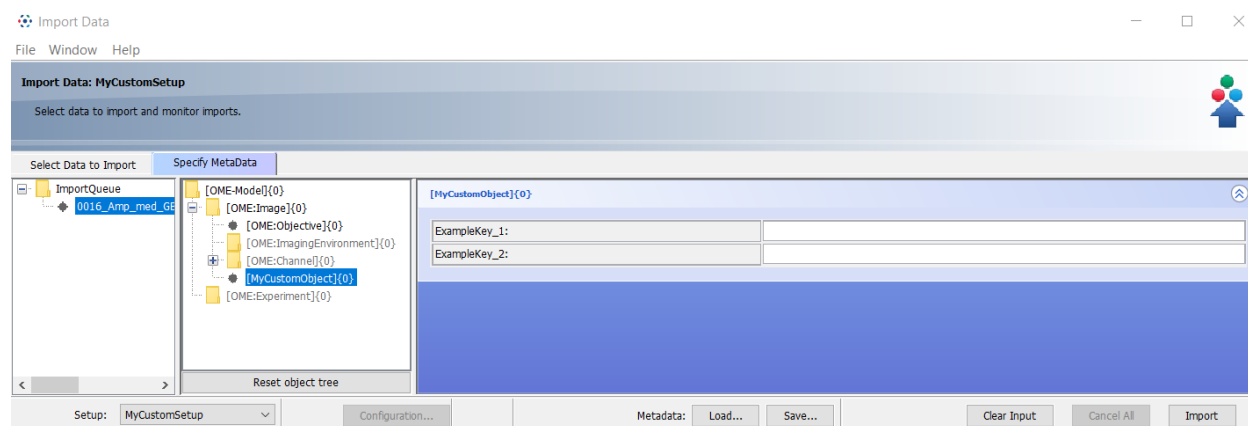 Import Data
File Window Help
Import Data: MyCustomSetup
Select data to import and monitor imports.
Select Data to Import Specify MetaData
ImportQueue
0016_Amp_med_GE
[OME-Model]{0}
[OME:Image]{0}
[OME:Objective]{0}
[OME:ImagingEnvironment]{0}
[OME:Channel]{0}
[MyCustomObject]{0}
[OME:Experiment]{0}
Reset object tree
[MyCustomObject]{0}
ExampleKey_1:
ExampleKey_2:
Setup: MyCustomSetup Configuration... Metadata: Load... Save... Clear Input Cancel All Import